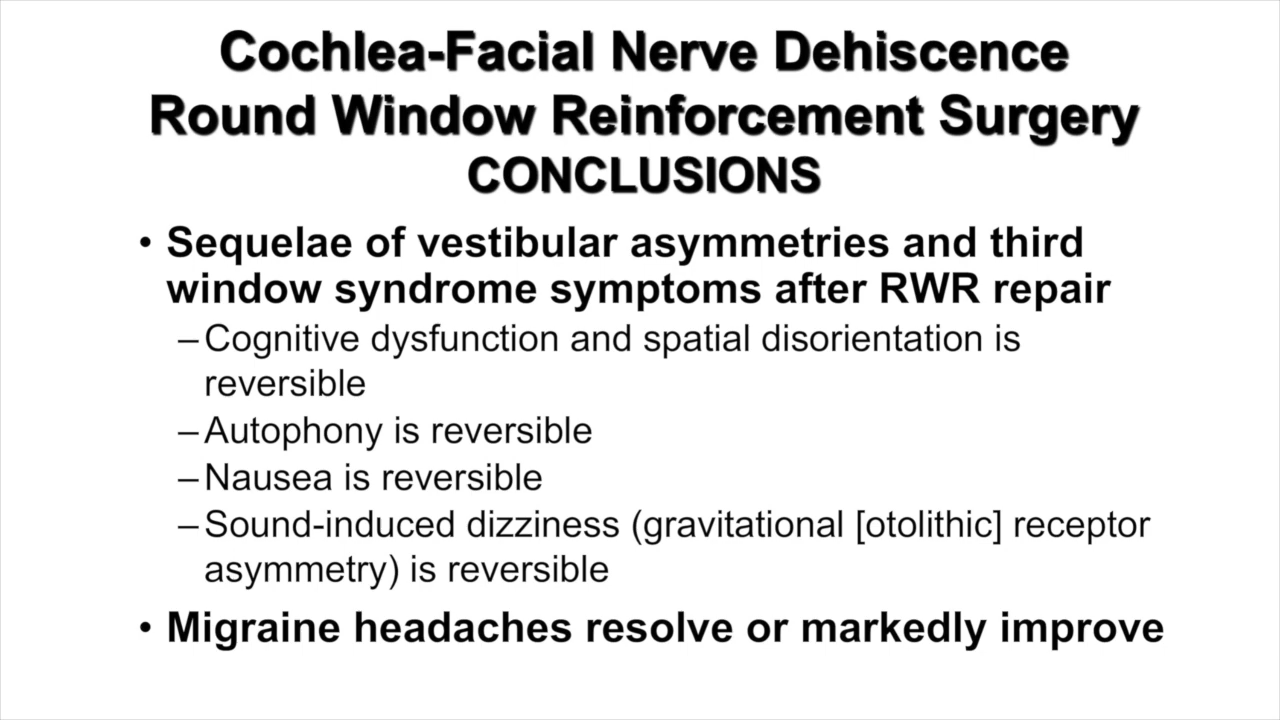 Cochlea-Facial Nerve Dehiscence
Round Window Reinforcement Surgery
CONCLUSIONS
• Sequelae of vestibular asymmetries and third
window syndrome symptoms after RWR repair
–Cognitive dysfunction and spatial disorientation is
reversible
–Autophony is reversible
–Nausea is reversible
–Sound-induced dizziness (gravitational [otolithic] receptor
asymmetry) is reversible
• Migraine headaches resolve or markedly improve